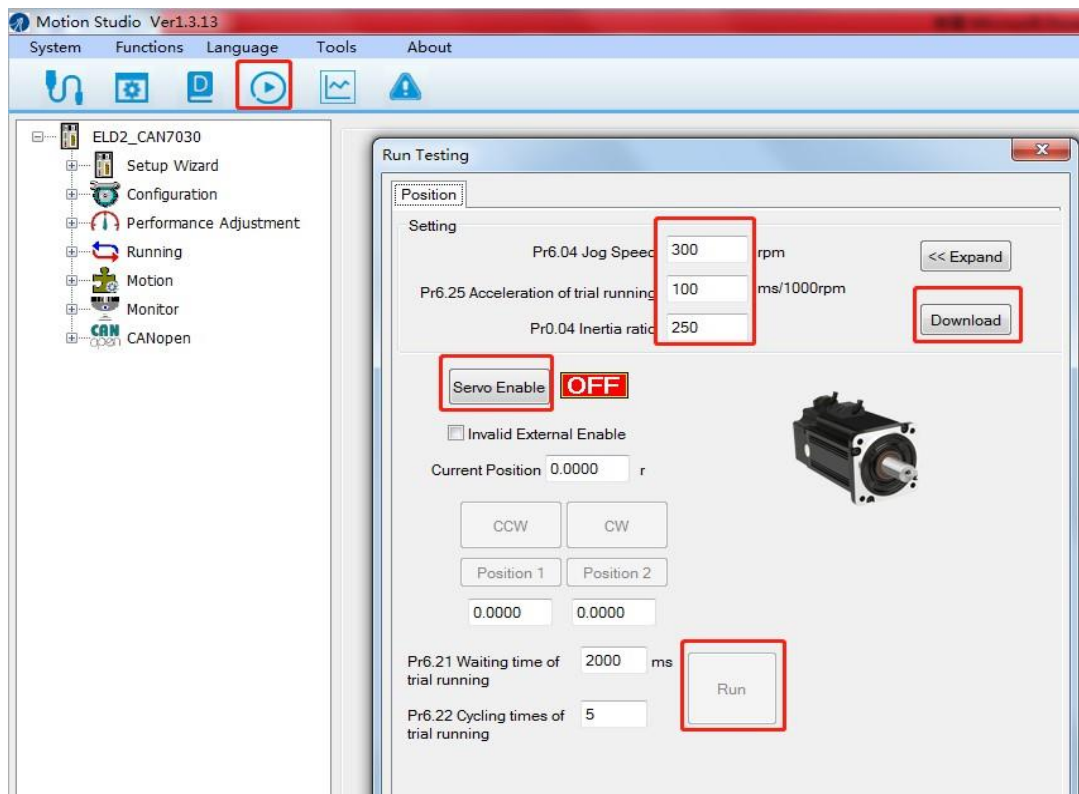 Motion Studio Ver1.3.13
System Functions Language Tools About
D
ELD2_CAN7030
Setup Wizard
Configuration
Performance Adjustment
Running
Motion
Monitor
CAN
open
CANopen
Run Testing
x
Position
Setting
Pr6.04 Jog Speed 300 rpm
<< Expand
Pr6.25 Acceleration of trial running 100 ms/1000rpm
Pr0.04 Inertia ratio 250
Download
Servo Enable OFF
Invalid External Enable
Current Position 0.0000 r
CCW CW
Position 1 Position 2
0.0000 0.0000
Pr6.21 Waiting time of
trial running
2000 ms
Run
Pr6.22 Cycling times of
trial running
5